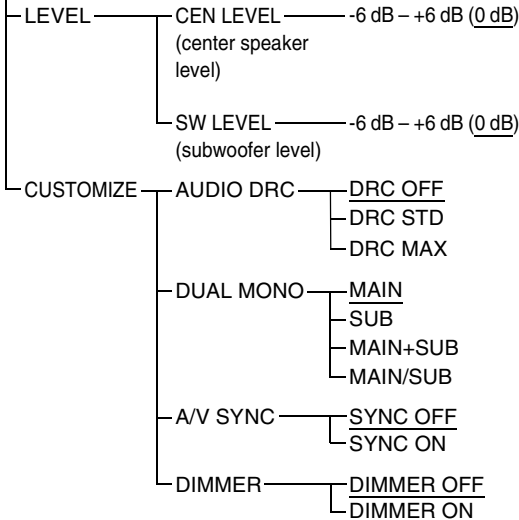 LEVEL CEN LEVEL -6 dB – +6 dB (0 dB)
(center speaker
level)
SW LEVEL -6 dB – +6 dB (0 dB)
(subwoofer level)
CUSTOMIZE AUDIO DRC DRC OFF
DRC STD
DRC MAX
DUAL MONO MAIN
SUB
MAIN+SUB
MAIN/SUB
A/V SYNC SYNC OFF
SYNC ON
DIMMER DIMMER OFF
DIMMER ON